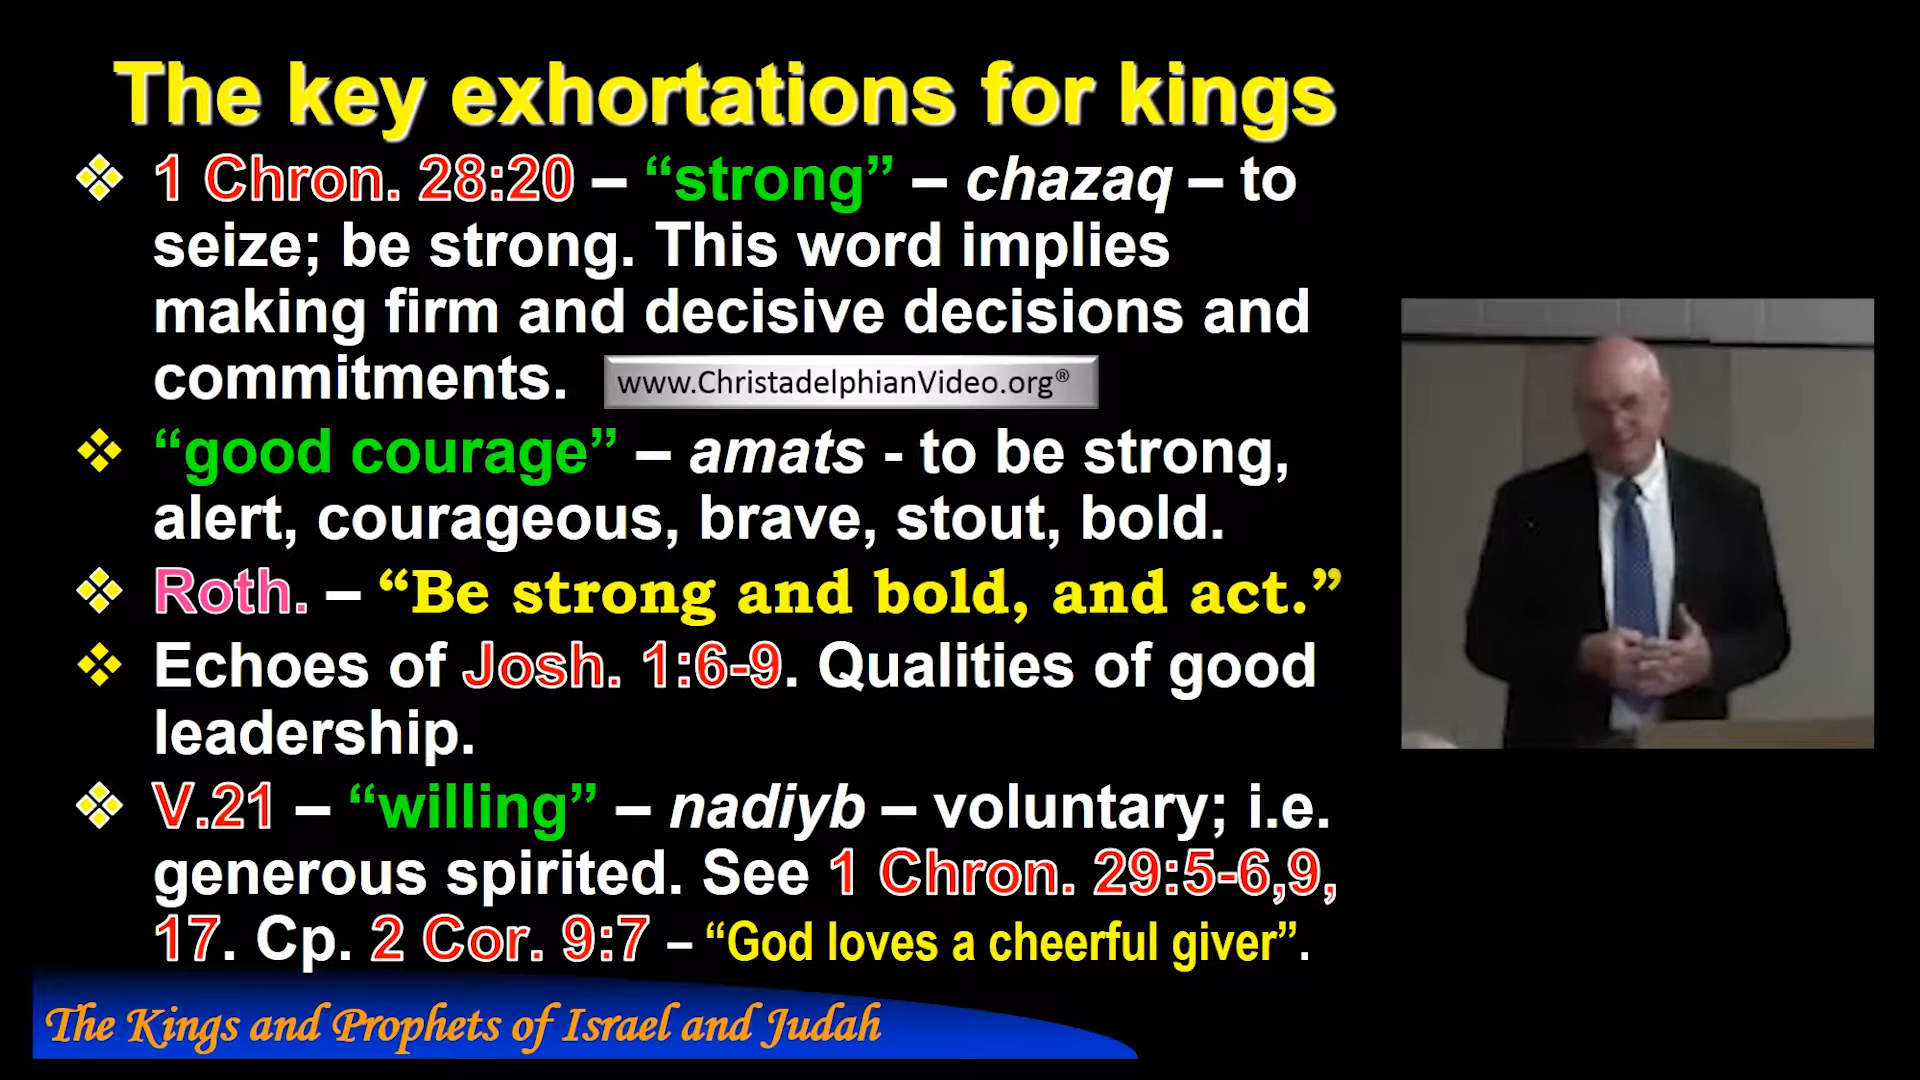 The key exhortations for kings
1 Chron. 28:20 – “strong” – chazaq – to
seize; be strong. This word implies
making firm and decisive decisions and
commitments.
www.ChristadelphianVideo.org®
“good courage” – amats - to be strong,
alert, courageous, brave, stout, bold.
Roth. – “Be strong and bold, and act.”
Echoes of Josh. 1:6-9. Qualities of good
leadership.
V.21 – “willing” – nadiyb – voluntary; i.e.
generous spirited. See 1 Chron. 29:5-6,9,
17. Cp. 2 Cor. 9:7 – “God loves a cheerful giver”.
The Kings and Prophets of Israel and Judah